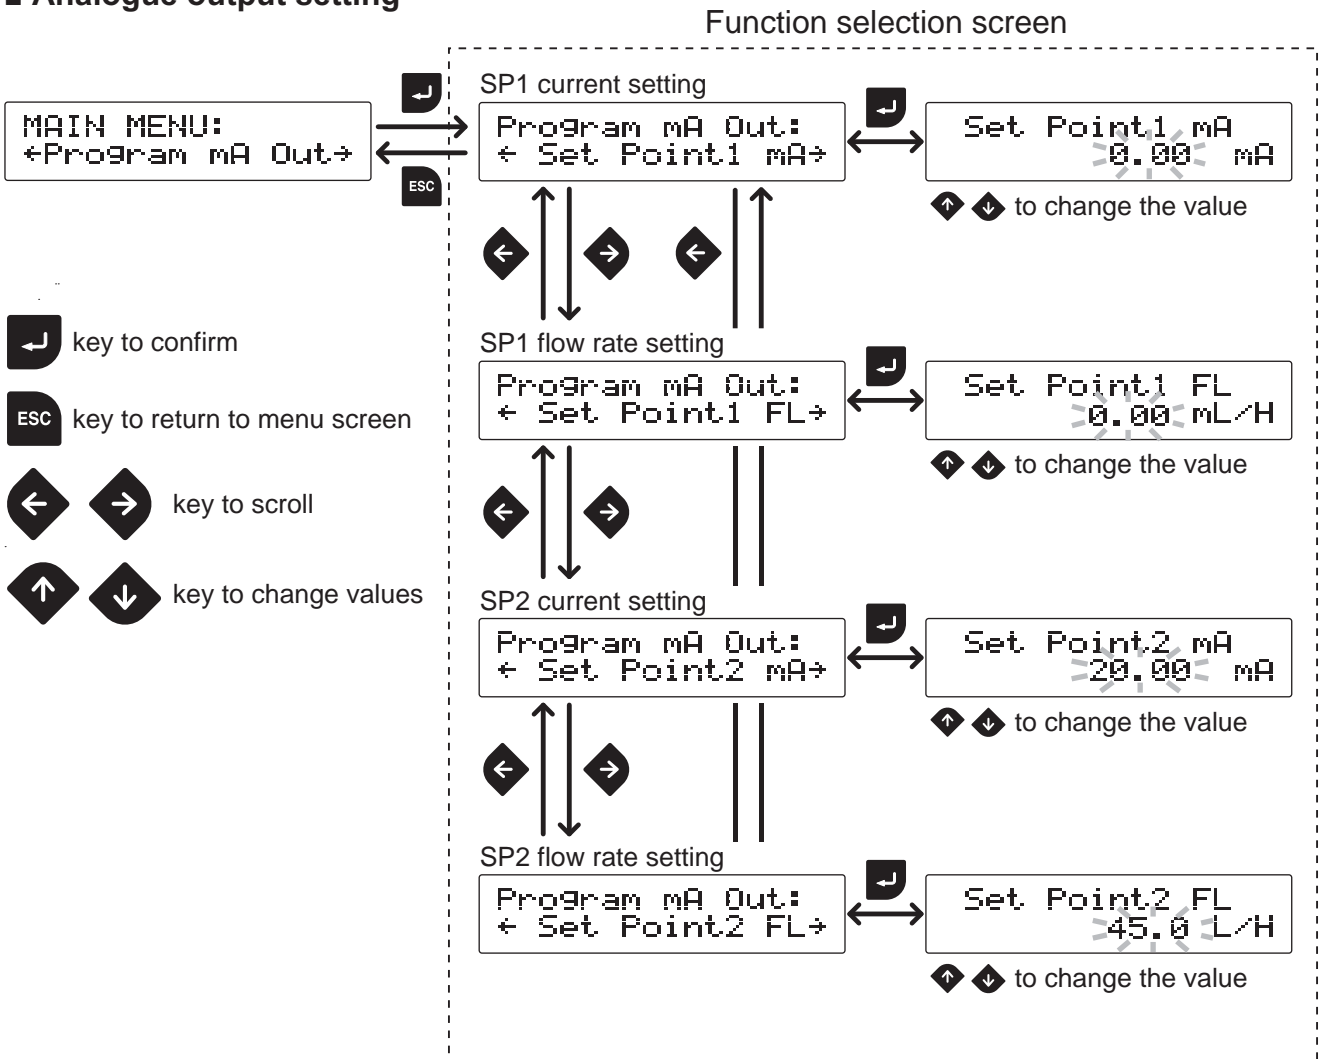 Analogue output setting
Function selection screen
SP1 current setting
MAIN MENU:
←Program mA Out→
Program mA Out:
← Set Point1 mA→
Set Point1 mA
0.00 mA
ESC
to change the value
key to confirm
SP1 flow rate setting
Program mA Out:
← Set Point1 FL→
Set Point1 FL
0.00 mL/H
ESC key to return to menu screen
to change the value
← → key to scroll
↑ ↓ key to change values
SP2 current setting
Program mA Out:
← Set Point2 mA→
Set Point2 mA
20.00 mA
to change the value
SP2 flow rate setting
Program mA Out:
← Set Point2 FL→
Set Point2 FL
45.0 L/H
to change the value